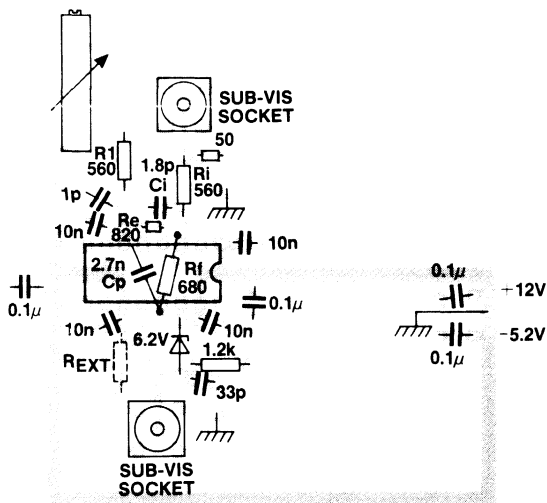 SUB-VIS
SOCKET
50
R1
560
1.8p
Ci
Ri
560
1p
10n
Re
820
10n
2.7n
Cp
Rf
680
0.1μ
0.1μ
+12V
0.1μ
-5.2V
0.1μ
10n
6.2V
10n
REXT
1.2k
33p
SUB-VIS
SOCKET